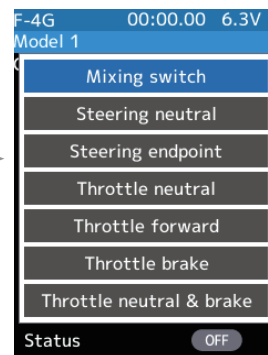 F-4G 00:00.00 6.3V
Model 1
Mixing switch
Steering neutral
Steering endpoint
Throttle neutral
Throttle forward
Throttle brake
Throttle neutral & brake
Status OFF